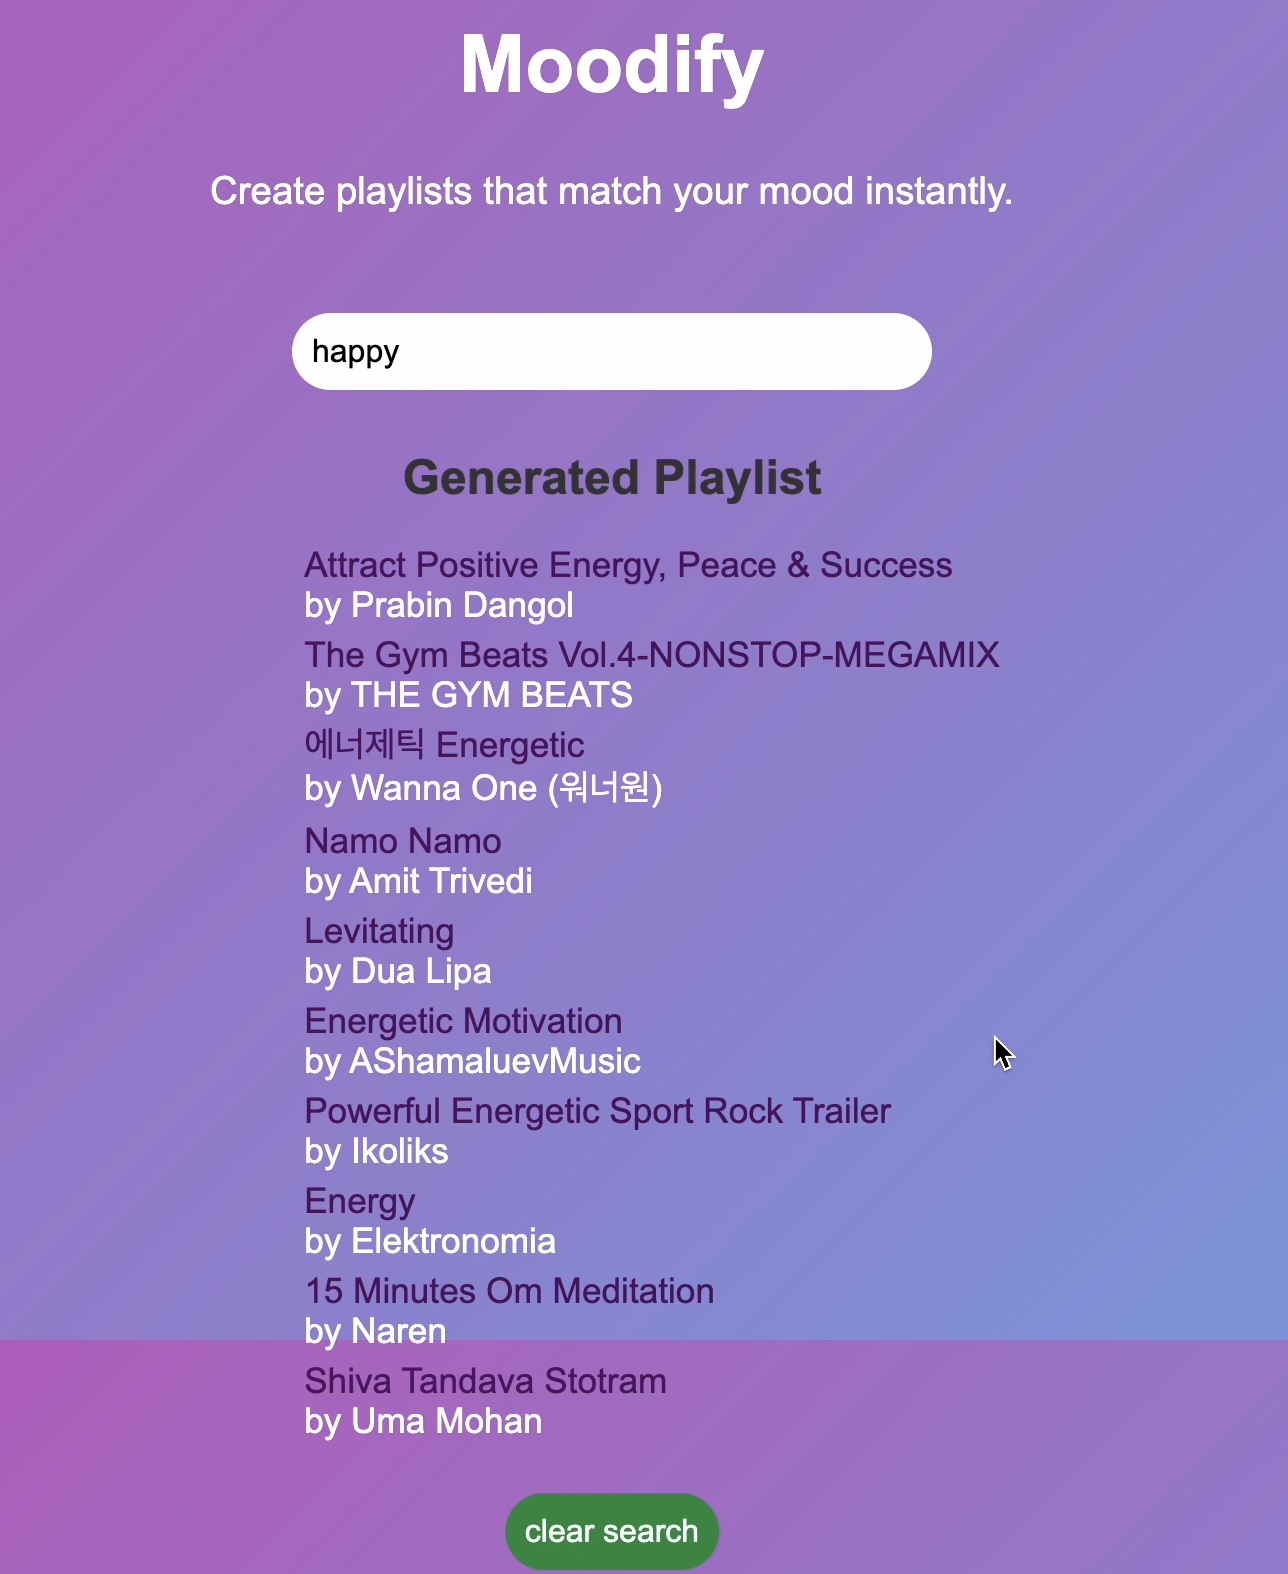 Moodify
Create playlists that match your mood instantly.
happy
Generated Playlist
Attract Positive Energy, Peace & Success
by Prabin Dangol
The Gym Beats Vol.4-NONSTOP-MEGAMIX
by THE GYM BEATS
에너제틱 Energetic
by Wanna One (워너원)
Namo Namo
by Amit Trivedi
Levitating
by Dua Lipa
Energetic Motivation
by AShamaluevMusic
Powerful Energetic Sport Rock Trailer
by Ikoliks
Energy
by Elektronomia
15 Minutes Om Meditation
by Naren
Shiva Tandava Stotram
by Uma Mohan
clear search